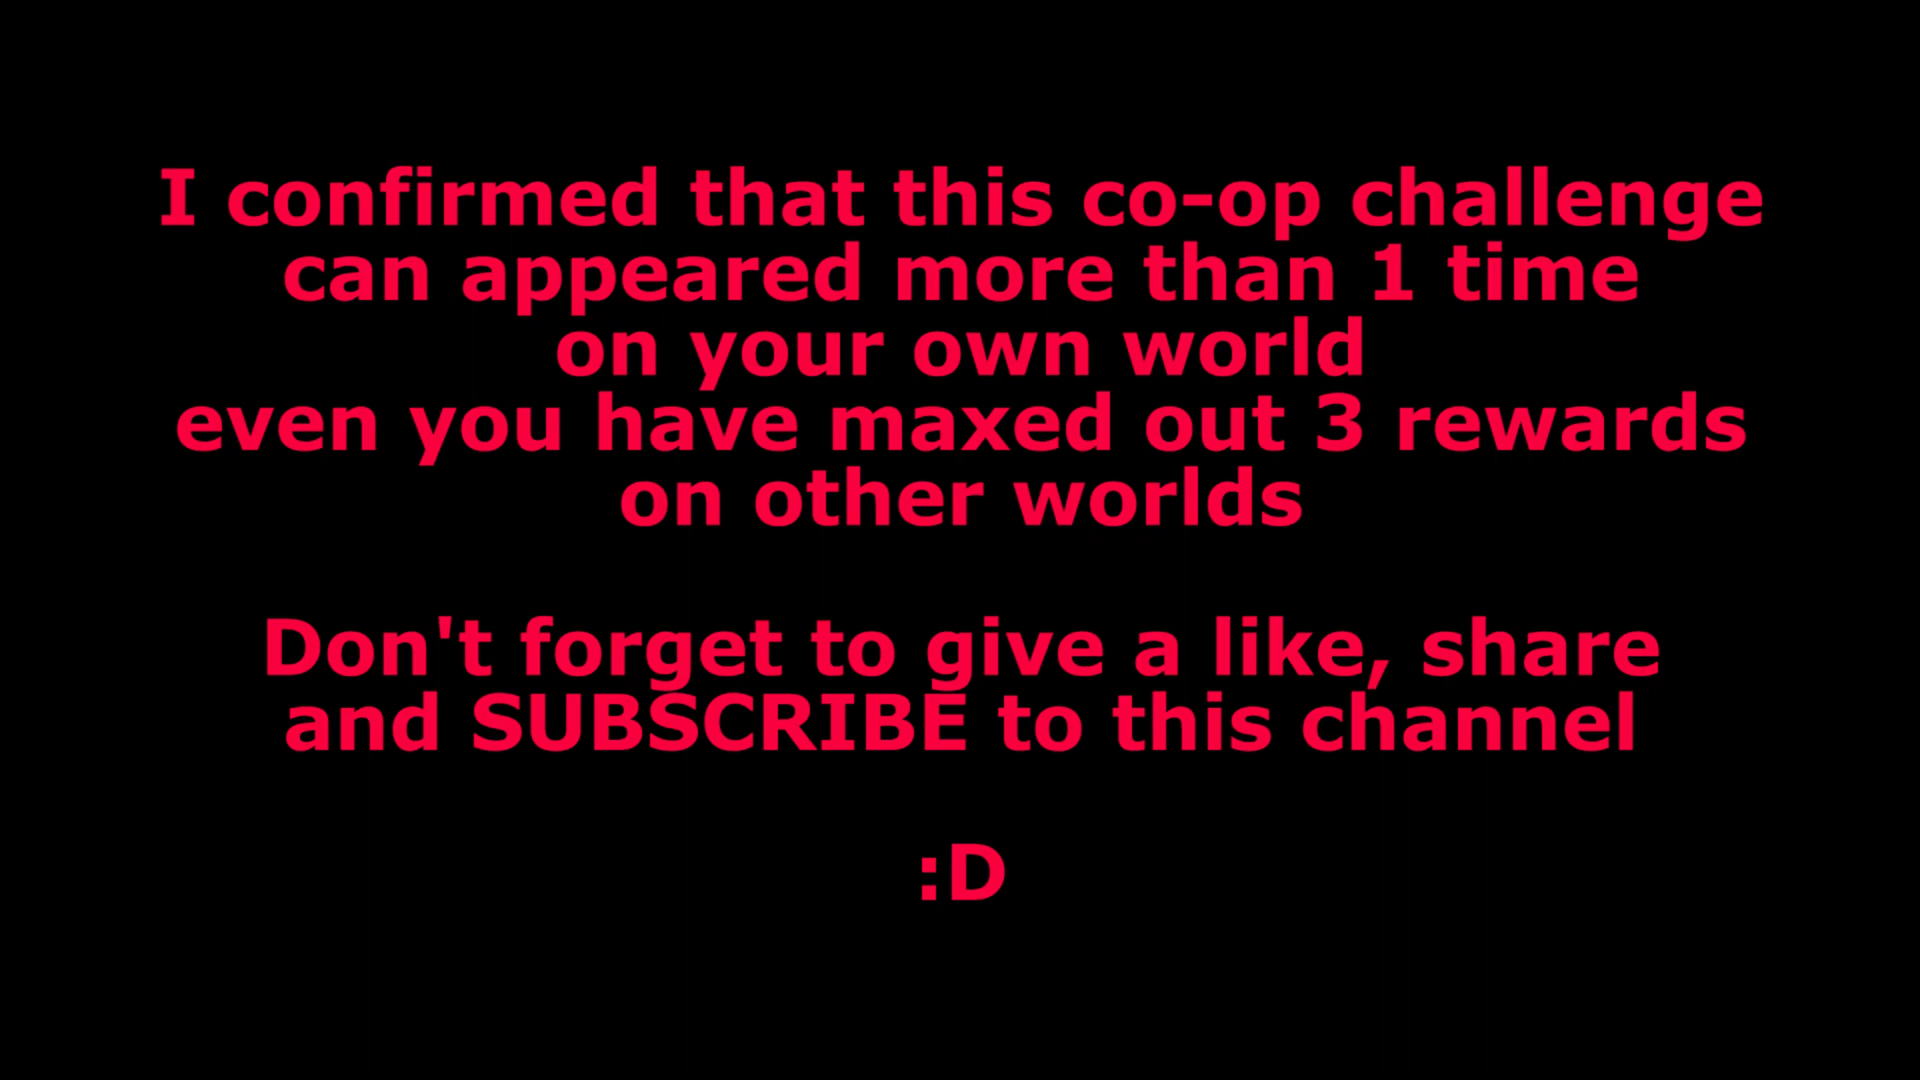 I confirmed that this co-op challenge
can appeared more than 1 time
on your own world
even you have maxed out 3 rewards
on other worlds
Don't forget to give a like, share
and SUBSCRIBE to this channel
:D